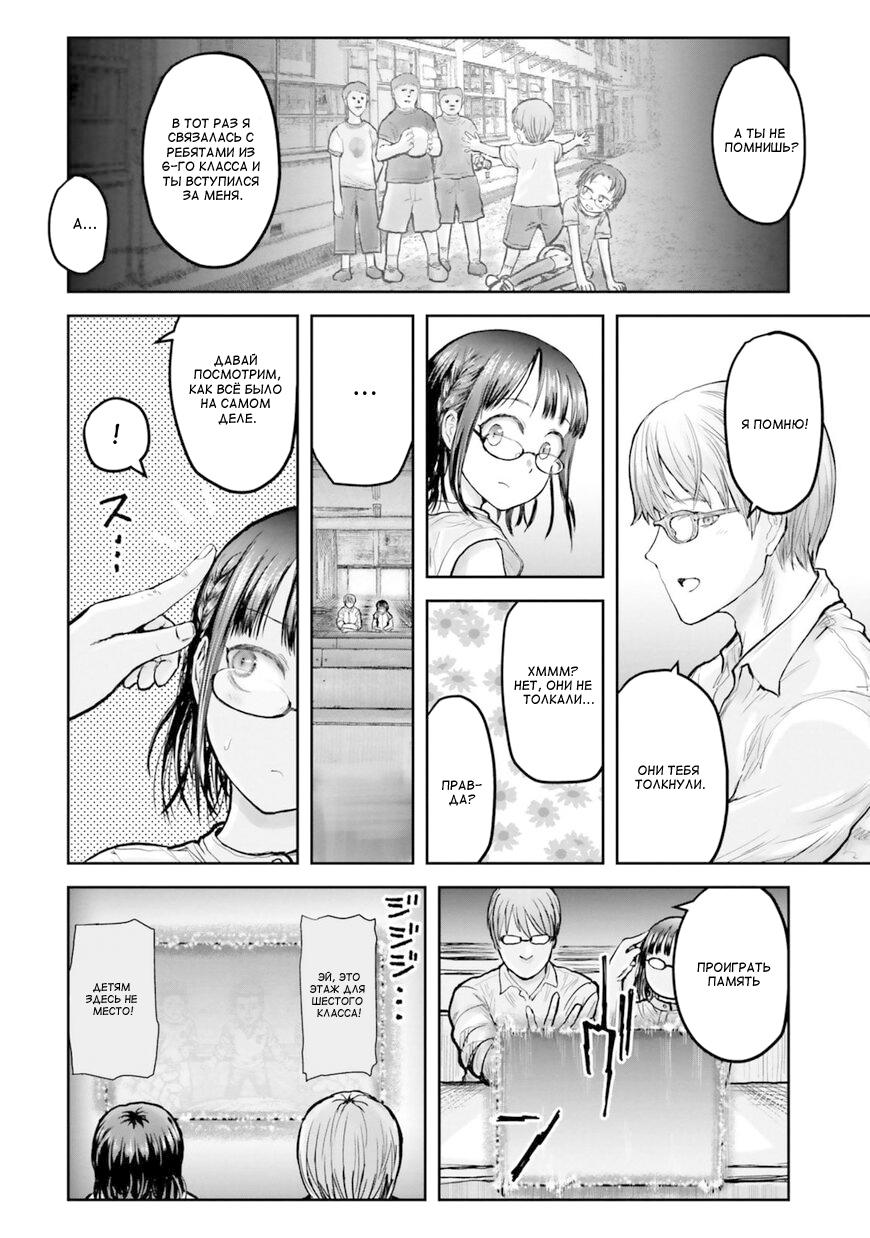 А ТЫ НЕ
ПОМНИШЬ?
В ТОТ РАЗ Я
СВЯЗАЛАСЬ С
РЕБЯТАМИ ИЗ
6-ГО КЛАССА И
ТЫ ВСТУПИЛСЯ
ЗА МЕНЯ.
А...
Я ПОМНЮ!
ОНИ ТЕБЯ
ТОЛКНУЛИ.
ХМММ?
НЕТ, ОНИ НЕ
ТОЛКАЛИ...
ПРАВ-
ДА?
...
ДАВАЙ
ПОСМОТРИМ,
КАК ВСЁ БЫЛО
НА САМОМ
ДЕЛЕ.
!
ス…
ПРОИГРАТЬ
ПАМЯТЬ
ЭЙ, ЭТО
ЭТАЖ ДЛЯ
ШЕСТОГО
КЛАССА!
ДЕТЯМ
ЗДЕСЬ НЕ
МЕСТО!